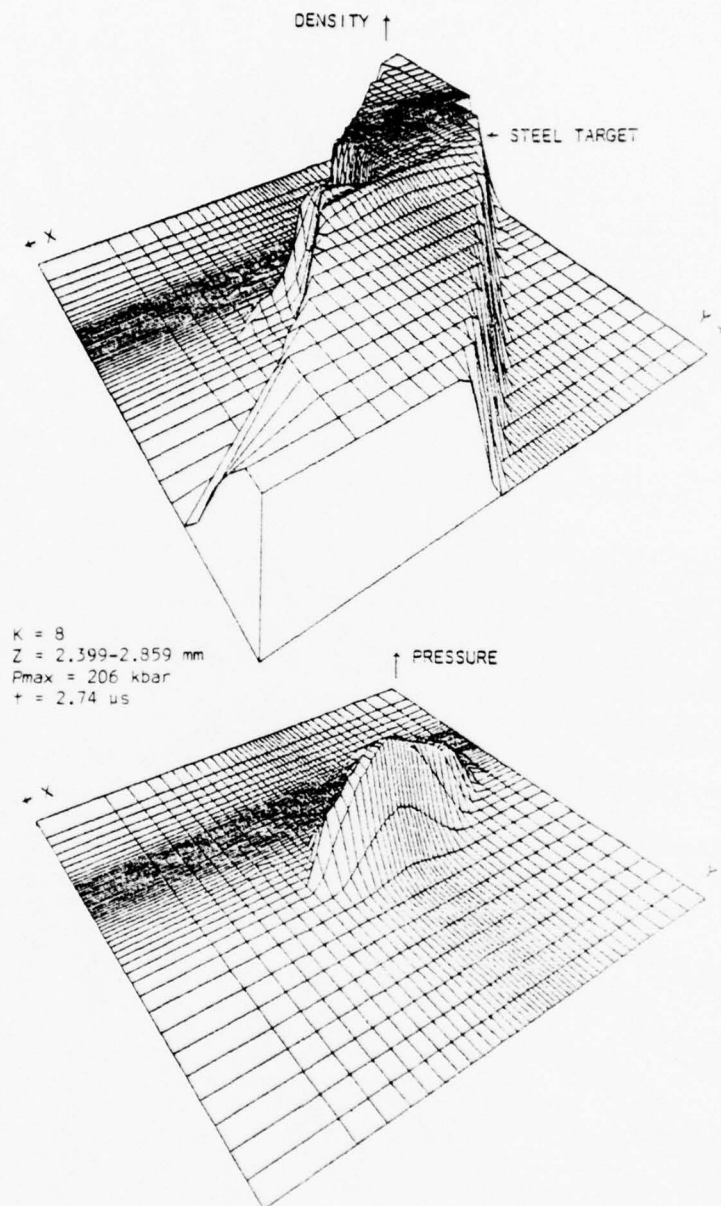 DENSITY ↑
← STEEL TARGET
← X
Y
K = 8
Z = 2.399-2.859 mm
Pmax = 206 kbar
t = 2.74 µs
↑ PRESSURE
← X
Y